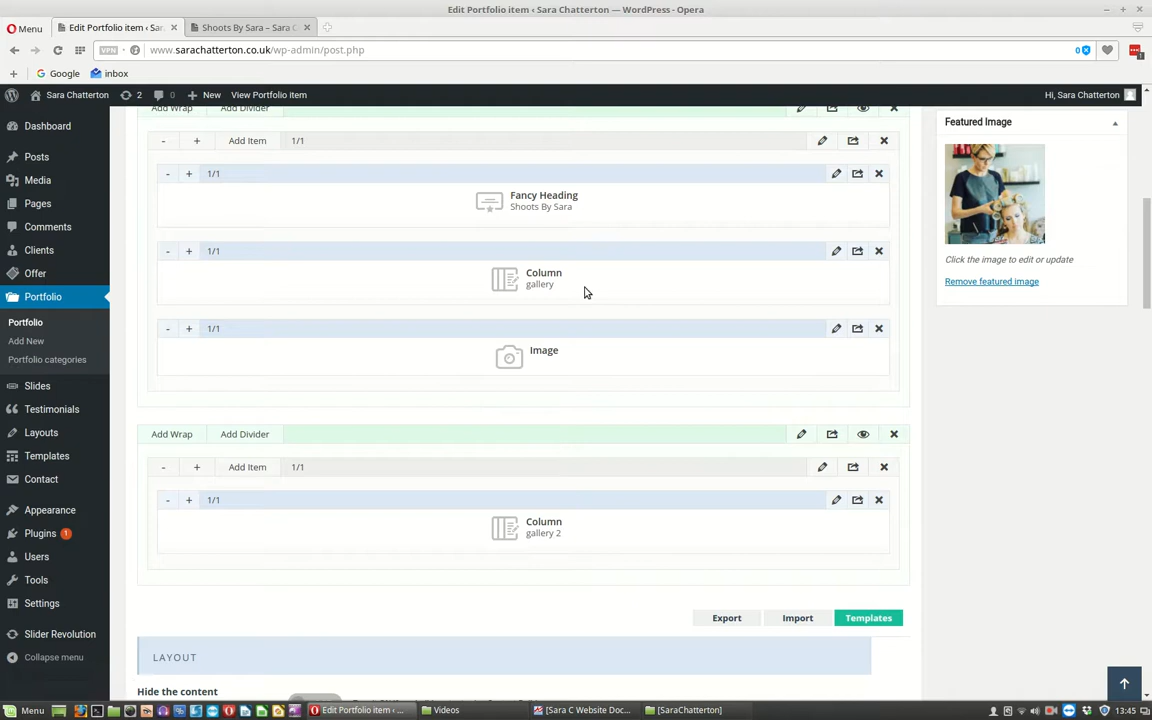 Edit Portfolio item ‹ Sara Chatterton — WordPress - Opera
Menu
Edit Portfolio item ‹ Sar
Shoots By Sara – Sara C
VPN
www.sarachatterton.co.uk/wp-admin/post.php
0
Google
inbox
Sara Chatterton
2
0
New
View Portfolio item
Hi, Sara Chatterton
Dashboard
Posts
Media
Pages
Comments
Clients
Offer
Portfolio
Portfolio
Add New
Portfolio categories
Slides
Testimonials
Layouts
Templates
Contact
Appearance
Plugins 1
Users
Tools
Settings
Slider Revolution
Collapse menu
Add Wrap
Add Divider
- + Add Item 1/1
- + 1/1
Fancy Heading
Shoots By Sara
- + 1/1
Column
gallery
- + 1/1
Image
Add Wrap
Add Divider
- + Add Item 1/1
- + 1/1
Column
gallery 2
Export
Import
Templates
LAYOUT
Hide the content
Featured Image
Click the image to edit or update
Remove featured image
Menu
Edit Portfolio item ‹ ...
Videos
[Sara C Website Doc...
[SaraChatterton]
13:45